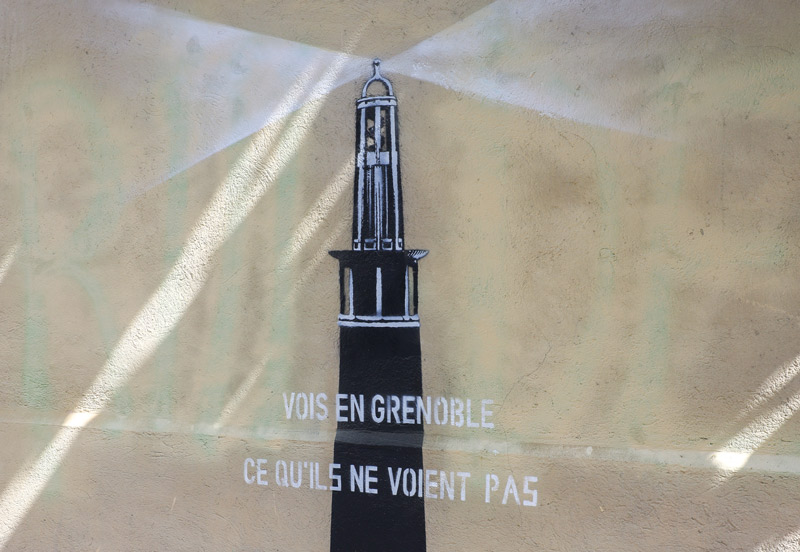 VOIS EN GRENOBLE
CE QU'ILS NE VOIENT PAS